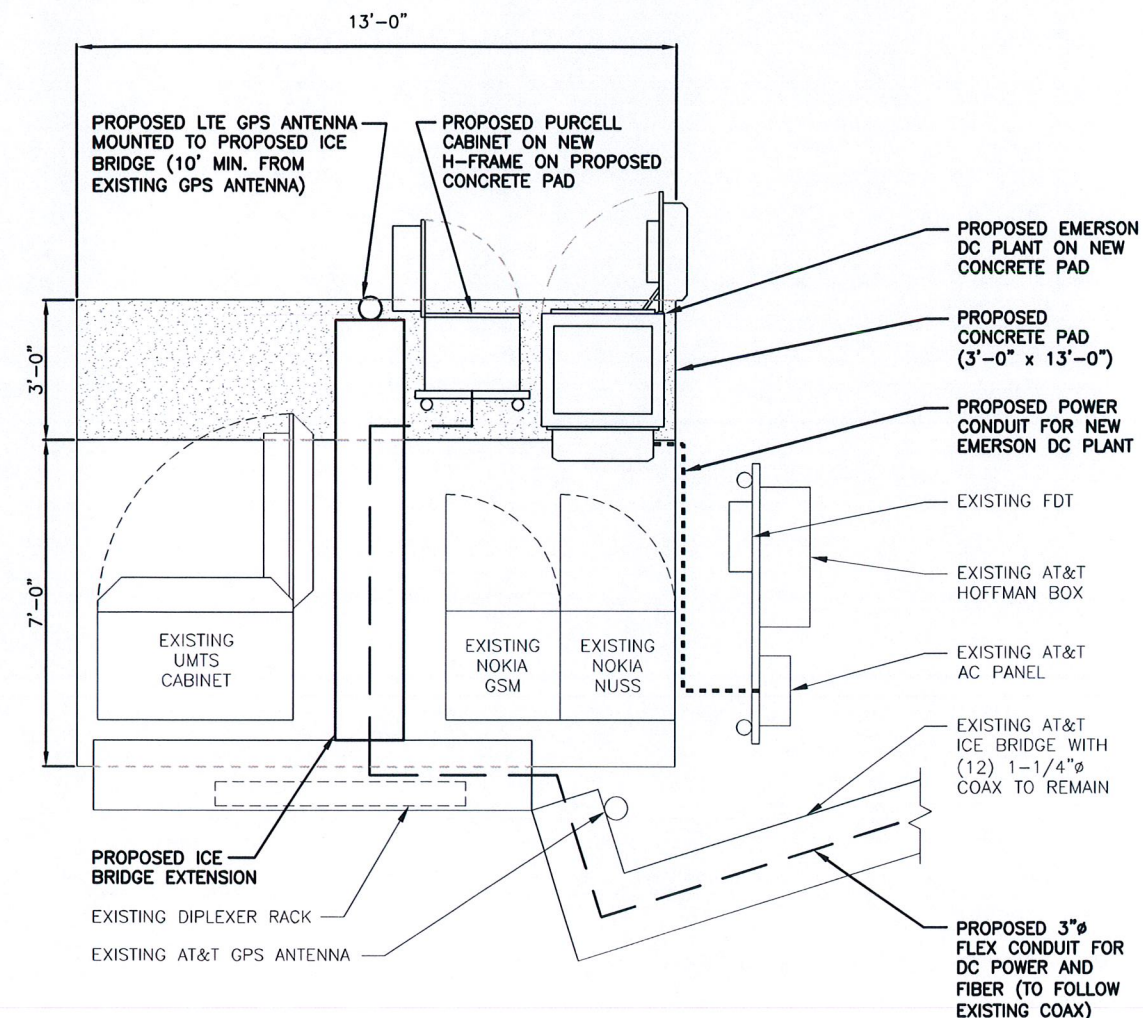 13'-0"
PROPOSED LTE GPS ANTENNA
MOUNTED TO PROPOSED ICE
BRIDGE (10' MIN. FROM
EXISTING GPS ANTENNA)
PROPOSED PURCELL
CABINET ON NEW
H-FRAME ON PROPOSED
CONCRETE PAD
PROPOSED EMERSON
DC PLANT ON NEW
CONCRETE PAD
PROPOSED
CONCRETE PAD
(3'-0" x 13'-0")
PROPOSED POWER
CONDUIT FOR NEW
EMERSON DC PLANT
3'-0"
7'-0"
EXISTING FDT
EXISTING AT&T
HOFFMAN BOX
EXISTING AT&T
AC PANEL
EXISTING AT&T
ICE BRIDGE WITH
(12) 1-1/4"ø
COAX TO REMAIN
EXISTING
UMTS
CABINET
EXISTING
NOKIA
GSM
EXISTING
NOKIA
NUSS
PROPOSED ICE
BRIDGE EXTENSION
EXISTING DIPLEXER RACK
EXISTING AT&T GPS ANTENNA
PROPOSED 3"ø
FLEX CONDUIT FOR
DC POWER AND
FIBER (TO FOLLOW
EXISTING COAX)